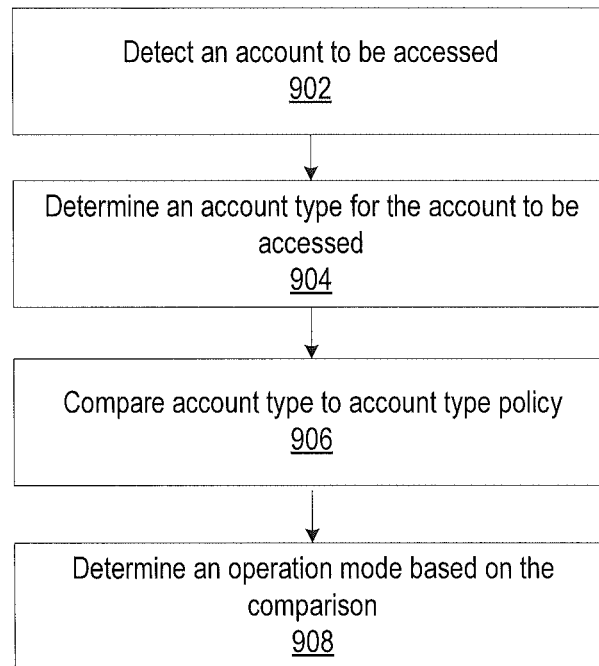 Detect an account to be accessed
902
Determine an account type for the account to be
accessed
904
Compare account type to account type policy
906
Determine an operation mode based on the
comparison
908